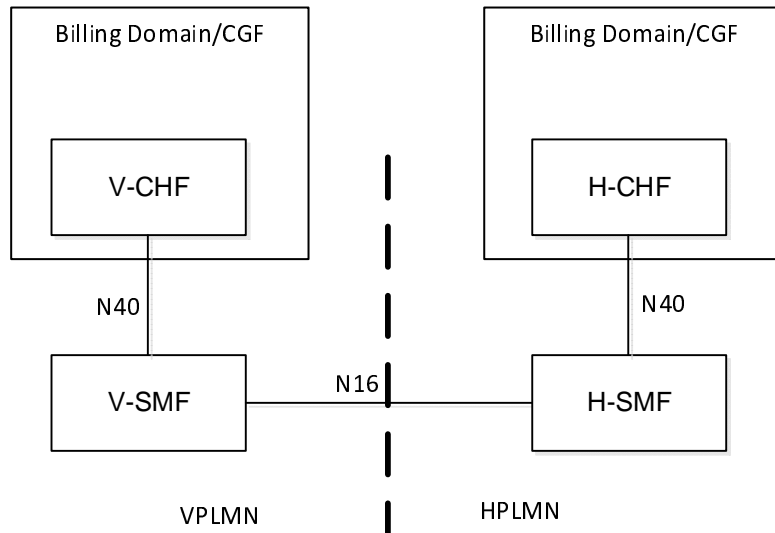 Billing Domain/CGF
Billing Domain/CGF
V-CHF
H-CHF
N40
N40
V-SMF
N16
H-SMF
VPLMN
HPLMN